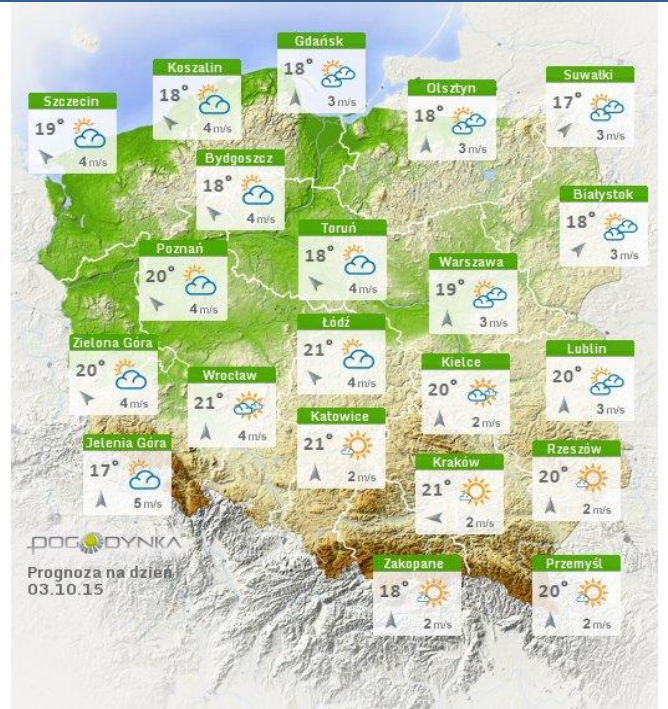 Gdańsk
18°
3 m/s
Koszalin
18°
4 m/s
Suwałki
17°
3 m/s
Olsztyn
18°
3 m/s
Szczecin
19°
4 m/s
Bydgoszcz
18°
4 m/s
Białystok
18°
3 m/s
Toruń
18°
4 m/s
Poznań
20°
4 m/s
Warszawa
19°
3 m/s
Łódź
21°
4 m/s
Zielona Góra
20°
4 m/s
Lublin
20°
3 m/s
Kielce
20°
2 m/s
Wrocław
21°
4 m/s
Katowice
21°
2 m/s
Jelenia Góra
17°
5 m/s
Rzeszów
20°
2 m/s
Kraków
21°
2 m/s
POGODYNKA
Prognoza na dzień
03.10.15
Zakopane
18°
2 m/s
Przemyśl
20°
2 m/s